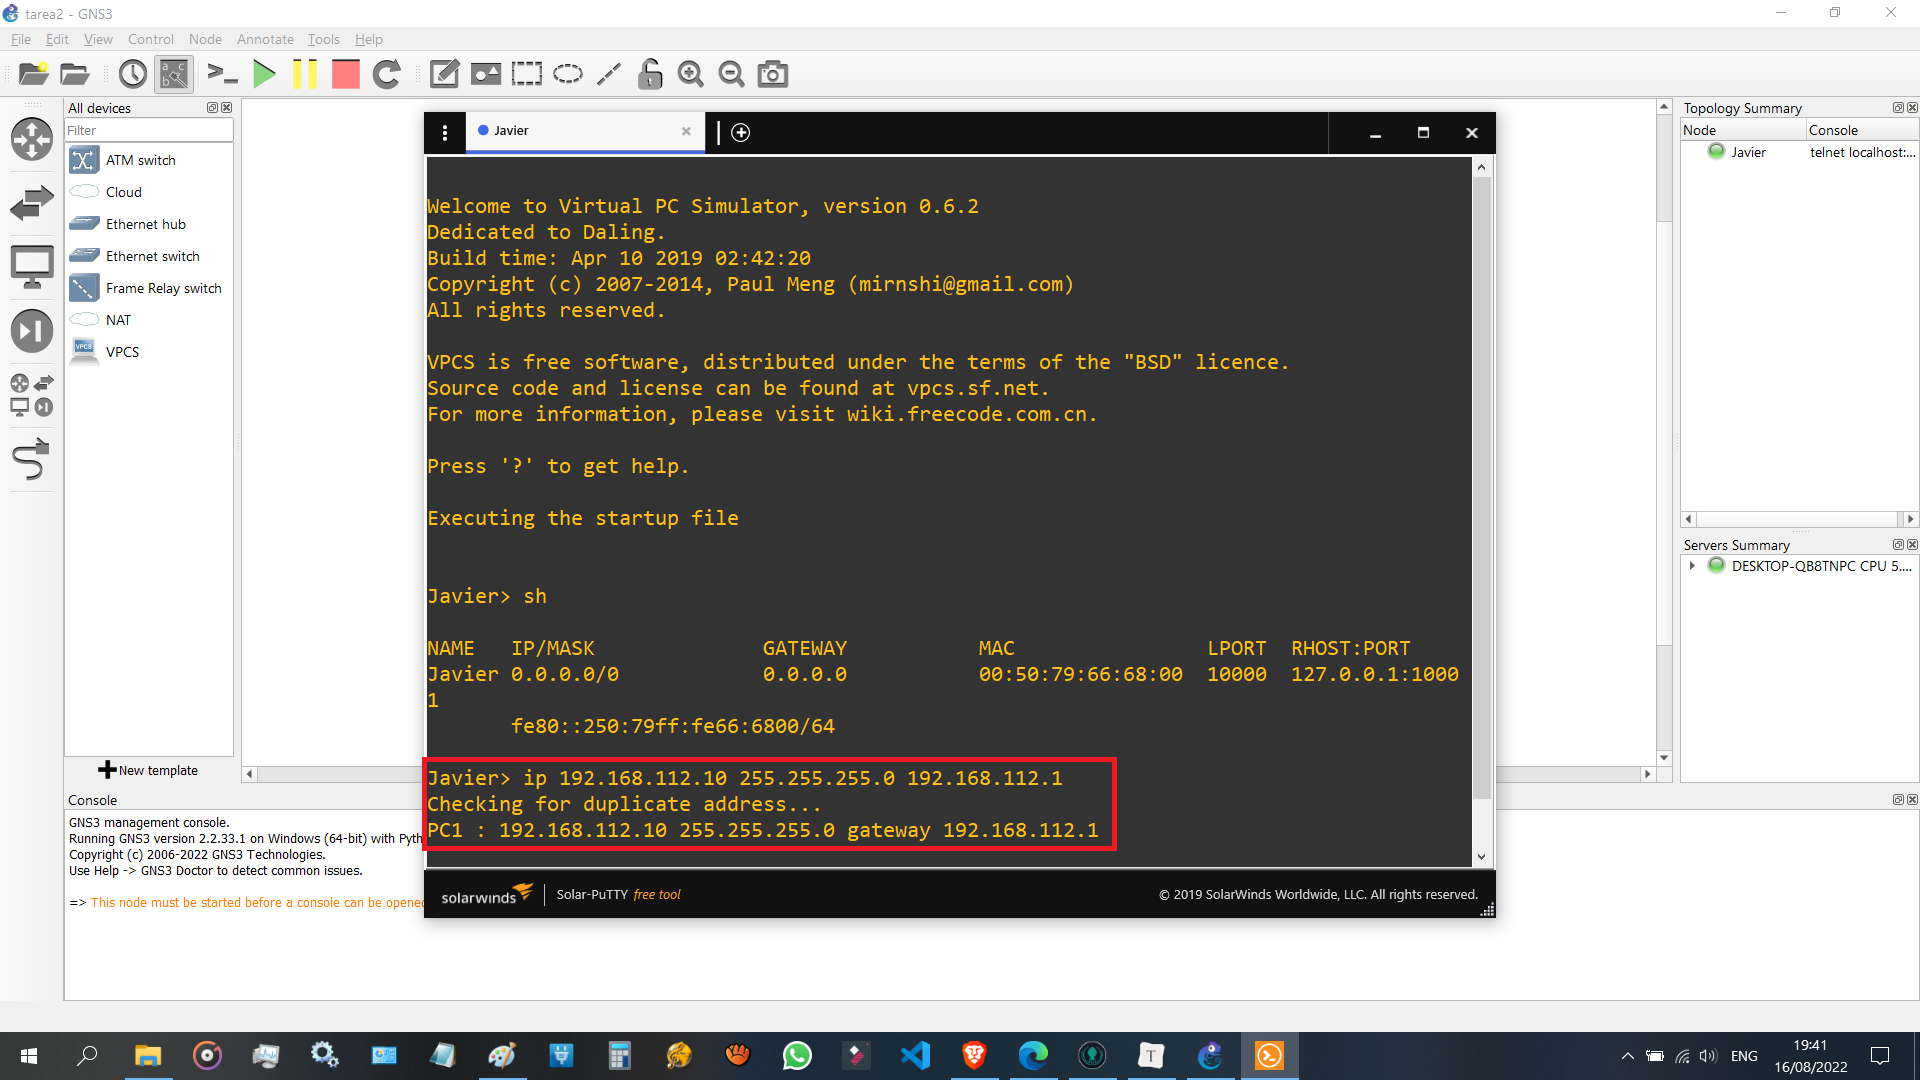 tarea2 - GNS3
File Edit View Control Node Annotate Tools Help
All devices
Filter
ATM switch
Cloud
Ethernet hub
Ethernet switch
Frame Relay switch
NAT
VPCS
New template
Javier
Welcome to Virtual PC Simulator, version 0.6.2
Dedicated to Daling.
Build time: Apr 10 2019 02:42:20
Copyright (c) 2007-2014, Paul Meng (mirnshi@gmail.com)
All rights reserved.
VPCS is free software, distributed under the terms of the "BSD" licence.
Source code and license can be found at vpcs.sf.net.
For more information, please visit wiki.freecode.com.cn.
Press '?' to get help.
Executing the startup file
Javier> sh
NAME IP/MASK GATEWAY MAC LPORT RHOST:PORT
Javier 0.0.0.0/0 0.0.0.0 00:50:79:66:68:00 10000 127.0.0.1:1000
1
fe80::250:79ff:fe66:6800/64
Javier> ip 192.168.112.10 255.255.255.0 192.168.112.1
Checking for duplicate address...
PC1 : 192.168.112.10 255.255.255.0 gateway 192.168.112.1
solarwinds Solar-PuTTY free tool © 2019 SolarWinds Worldwide, LLC. All rights reserved.
Topology Summary
Node Console
Javier telnet localhost:...
Servers Summary
DESKTOP-QB8TNPC CPU 5....
Console
GNS3 management console.
Running GNS3 version 2.2.33.1 on Windows (64-bit) with Pyth
Copyright (c) 2006-2022 GNS3 Technologies.
Use Help -> GNS3 Doctor to detect common issues.
=> This node must be started before a console can be opened
ENG
19:41
16/08/2022